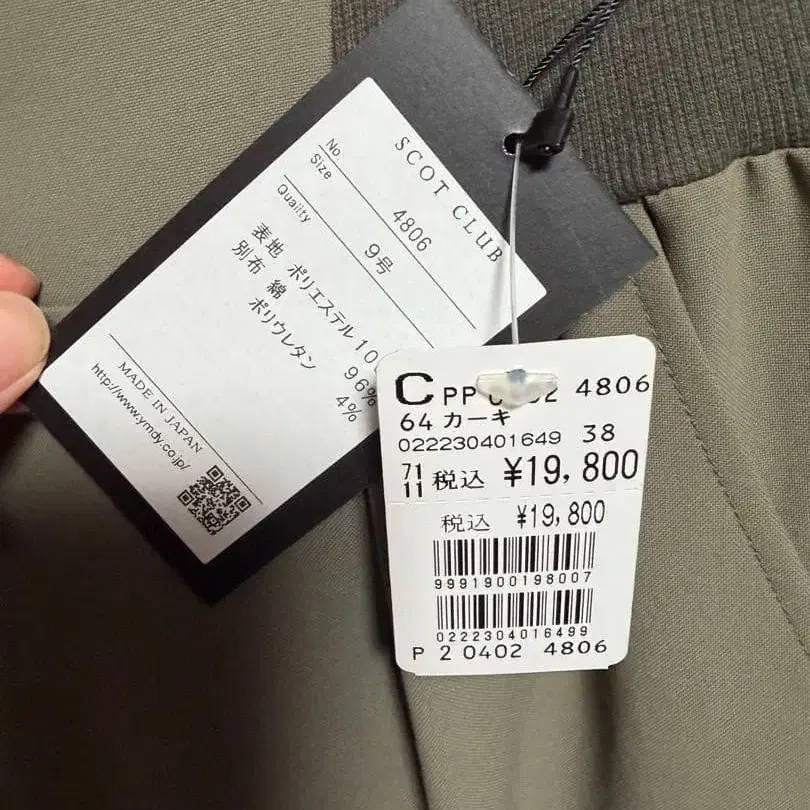 SCOT CLUB
No. 4806
Size 9号
Quality
表地 ポリエステル 10
別布 綿 96%
ポリウレタン 4%
MADE IN JAPAN
http://www.ymdy.co.jp/
C PP 4806
64 カーキ
022230401649 38
71
11 税込 ¥19,800
税込 ¥19,800
9991900198007
0222304016499
P 2 0402 4806